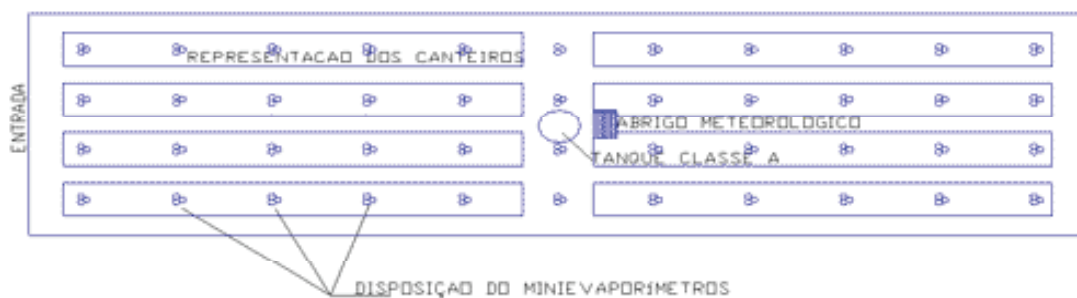 REPRESENTACAO DOS CANTEIROS
ENTRADA
ABRIGO METEOROLOGICO
TANQUE CLASSE A
DISPOSIÇAO DO MINIEVAPORíMETROS